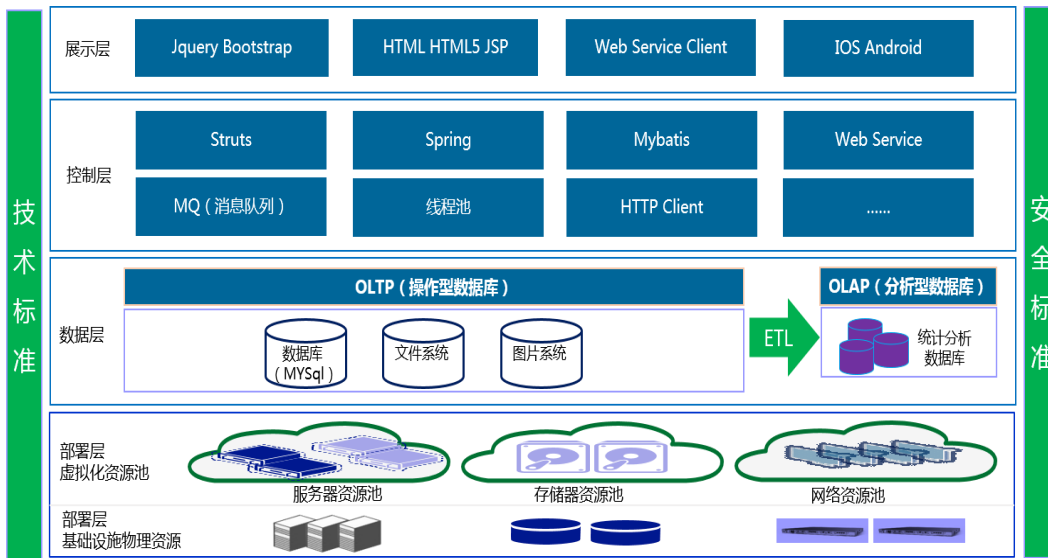 技术标准
展示层
Jquery Bootstrap
HTML HTML5 JSP
Web Service Client
IOS Android
控制层
Struts
Spring
Mybatis
Web Service
MQ（消息队列）
线程池
HTTP Client
......
数据层
OLTP（操作型数据库）
数据库
（MYSql）
文件系统
图片系统
ETL
OLAP（分析型数据库）
统计分析
数据库
部署层
虚拟化资源池
服务器资源池
存储器资源池
网络资源池
部署层
基础设施物理资源
安全标准